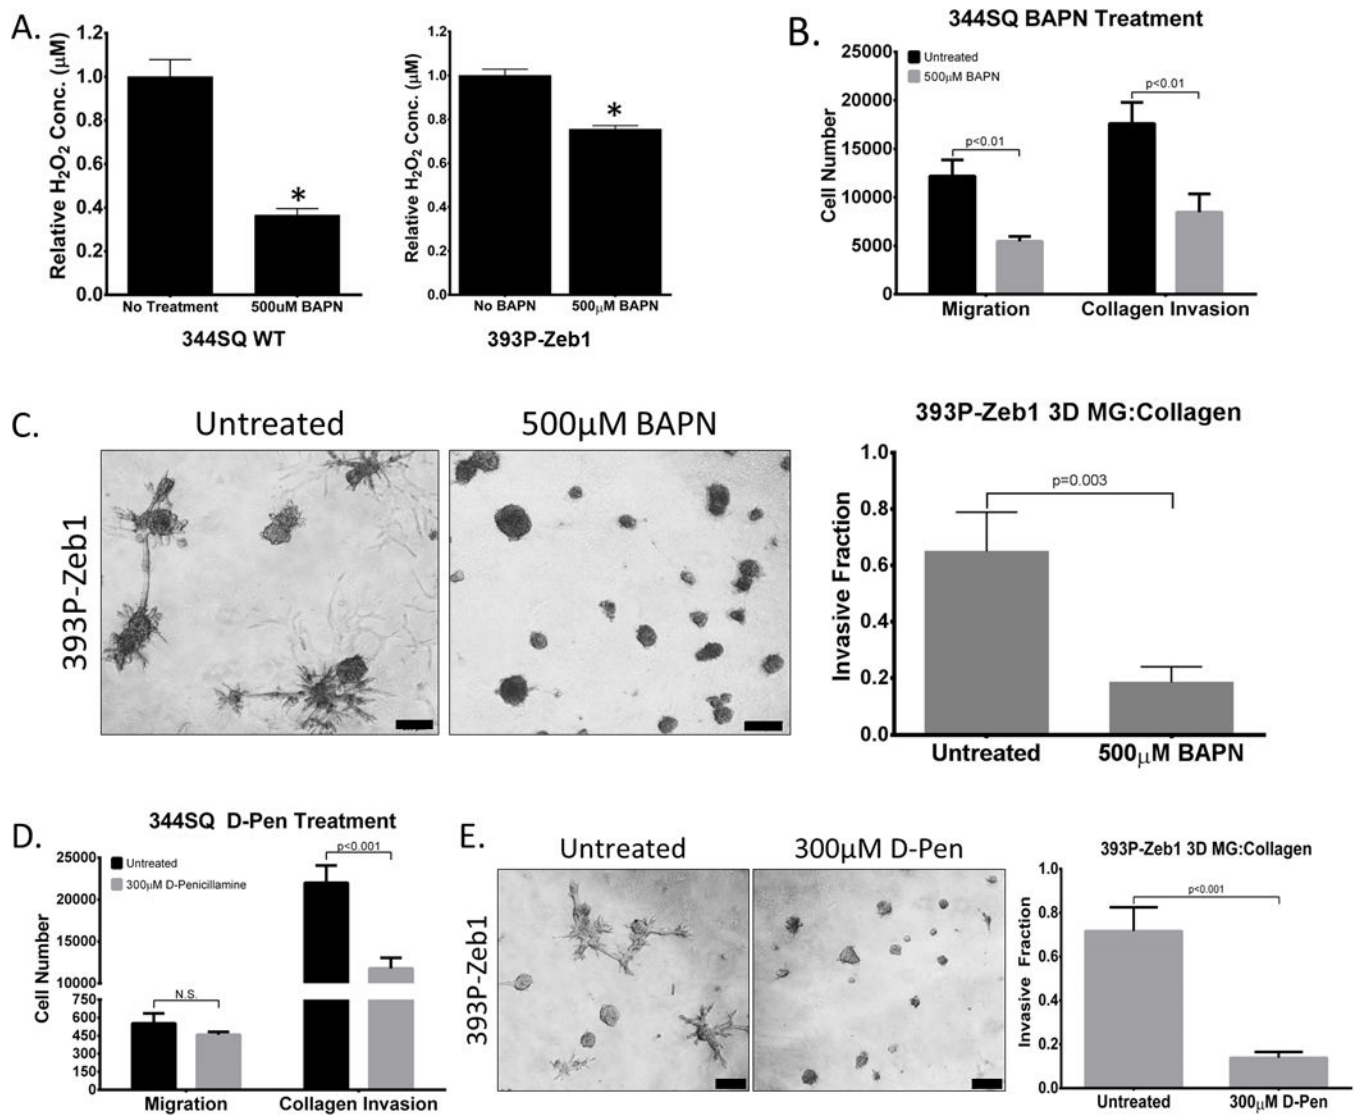 A.
Relative H2O2 Conc. (µM)
1.2
1.0
0.8
0.6
0.4
0.2
0.0
*
No Treatment 500uM BAPN
344SQ WT
Relative H2O2 Conc. (µM)
1.2
1.0
0.8
0.6
0.4
0.2
0.0
*
No BAPN 500µM BAPN
393P-Zeb1
B.
344SQ BAPN Treatment
Cell Number
25000
20000
15000
10000
5000
0
Untreated
500µM BAPN
p<0.01
p<0.01
Migration Collagen Invasion
C.
Untreated 500µM BAPN
393P-Zeb1
393P-Zeb1 3D MG:Collagen
Invasive Fraction
1.0
0.8
0.6
0.4
0.2
0.0
p=0.003
Untreated 500µM BAPN
D.
344SQ D-Pen Treatment
Cell Number
25000
20000
15000
10000
750
600
450
300
150
0
Untreated
300µM D-Penicillamine
p<0.001
N.S.
Migration Collagen Invasion
E.
Untreated 300µM D-Pen
393P-Zeb1
393P-Zeb1 3D MG:Collagen
Invasive Fraction
1.0
0.8
0.6
0.4
0.2
0.0
p<0.001
Untreated 300µM D-Pen